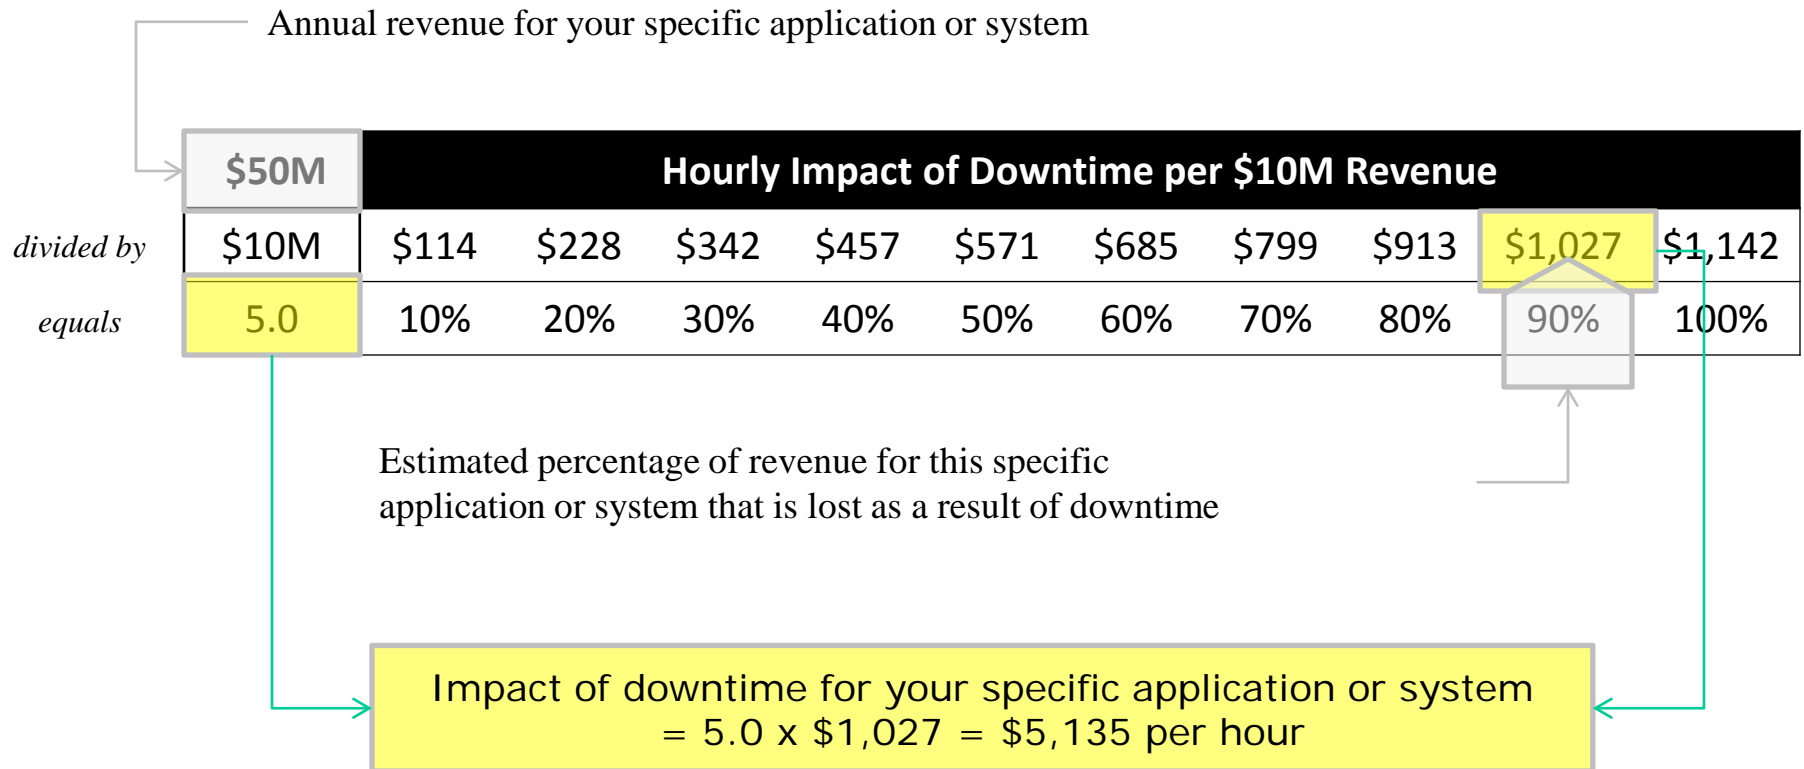 Annual revenue for your specific application or system
$50M Hourly Impact of Downtime per $10M Revenue
divided by $10M $114 $228 $342 $457 $571 $685 $799 $913 $1,027 $1,142
equals 5.0 10% 20% 30% 40% 50% 60% 70% 80% 90% 100%
Estimated percentage of revenue for this specific
application or system that is lost as a result of downtime
Impact of downtime for your specific application or system
= 5.0 x $1,027 = $5,135 per hour